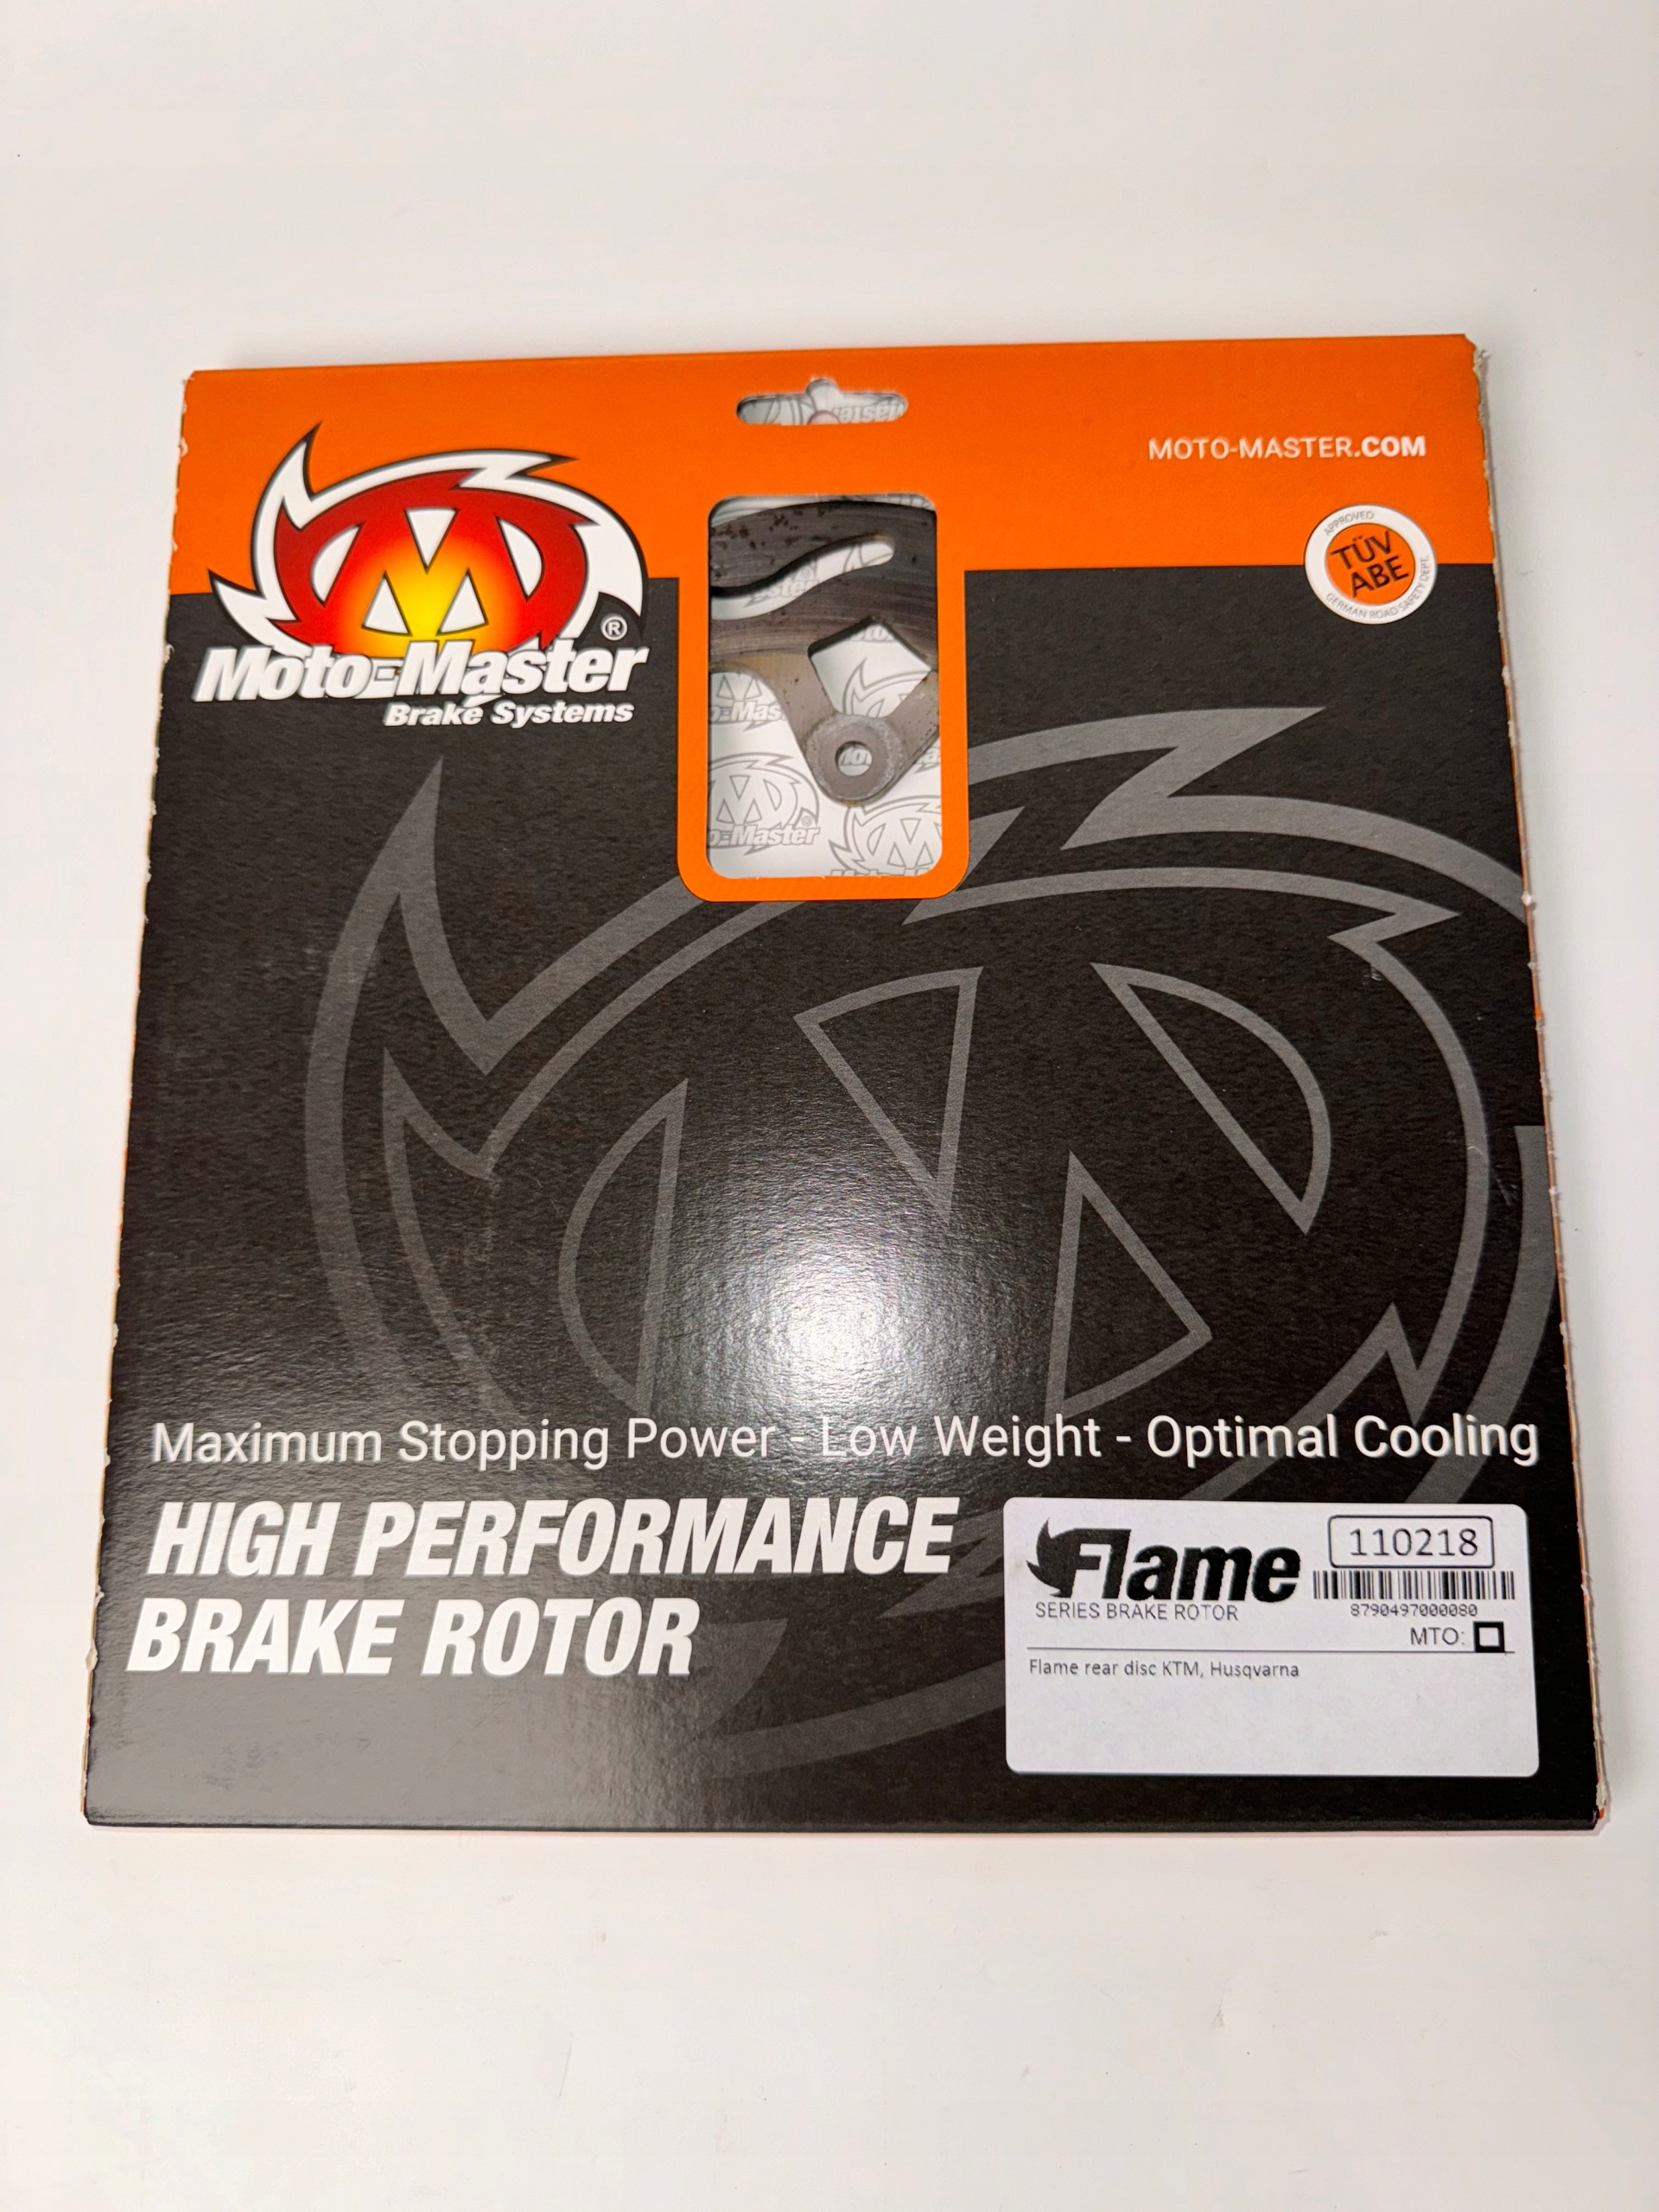 MOTO-MASTER.COM
APPROVED
TÜV
ABE
GERMAN ROAD SAFETY DEPT.
Moto-Master®
Brake Systems
Maximum Stopping Power - Low Weight - Optimal Cooling
HIGH PERFORMANCE
BRAKE ROTOR
Flame
SERIES BRAKE ROTOR
110218
8790497000080
MTO:
Flame rear disc KTM, Husqvarna